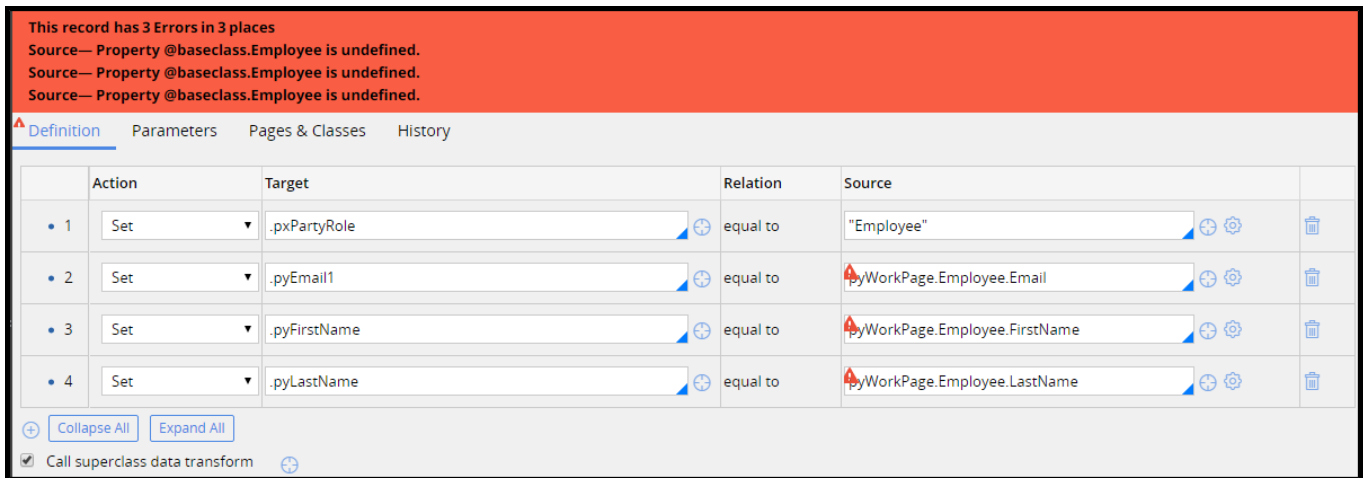 This record has 3 Errors in 3 places
Source— Property @baseclass.Employee is undefined.
Source— Property @baseclass.Employee is undefined.
Source— Property @baseclass.Employee is undefined.
Definition Parameters Pages & Classes History
Action Target Relation Source
1 Set .pxPartyRole equal to "Employee"
2 Set .pyEmail1 equal to pyWorkPage.Employee.Email
3 Set .pyFirstName equal to pyWorkPage.Employee.FirstName
4 Set .pyLastName equal to pyWorkPage.Employee.LastName
Collapse All Expand All
Call superclass data transform